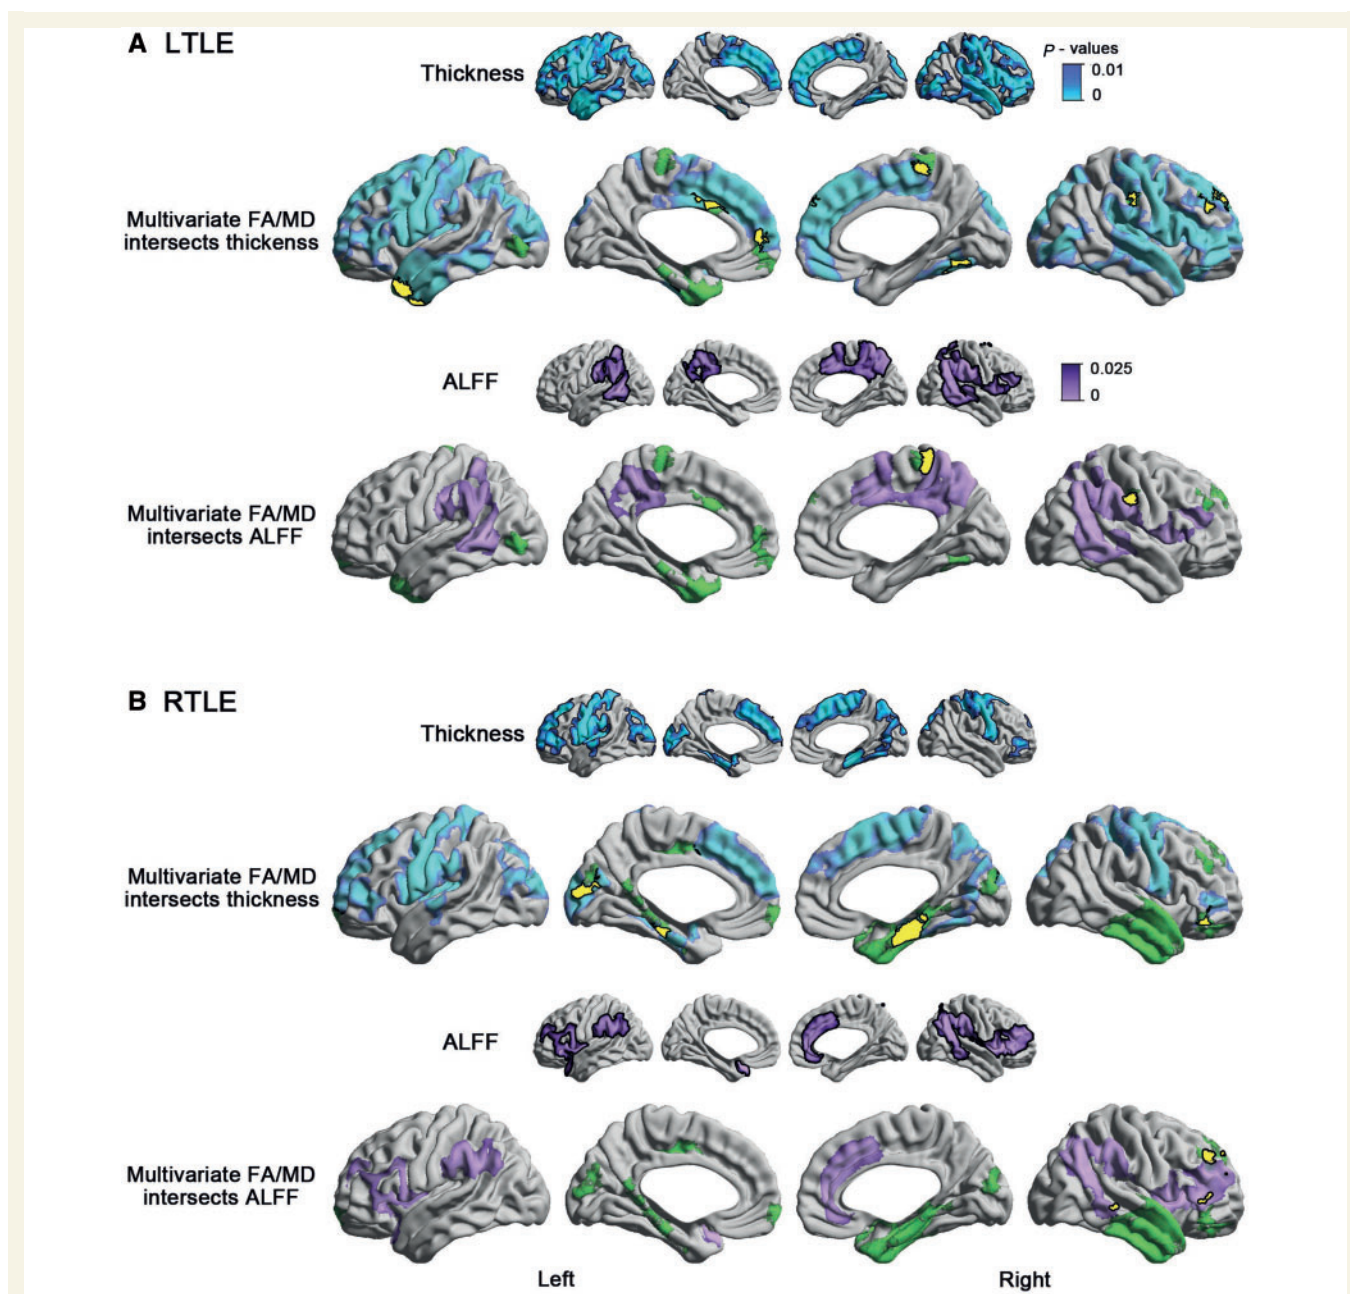 A LTLE
Thickness
P - values
0.01
0
Multivariate FA/MD
intersects thickenss
ALFF
0.025
0
Multivariate FA/MD
intersects ALFF
B RTLE
Thickness
Multivariate FA/MD
intersects thickness
ALFF
Multivariate FA/MD
intersects ALFF
Left
Right